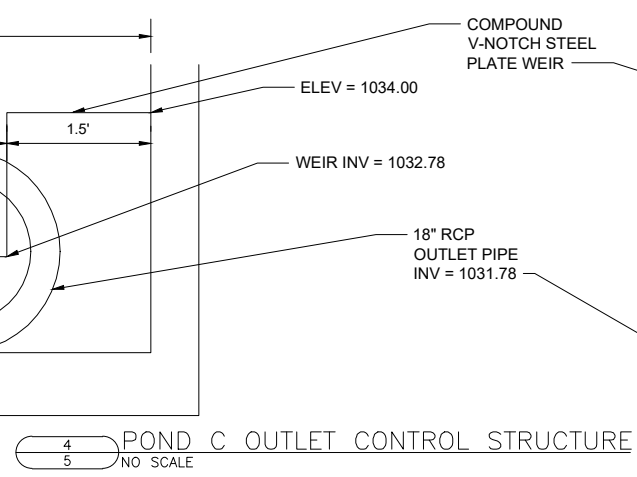 COMPOUND
V-NOTCH STEEL
PLATE WEIR
ELEV = 1034.00
1.5'
WEIR INV = 1032.78
18" RCP
OUTLET PIPE
INV = 1031.78
4
5
POND C OUTLET CONTROL STRUCTURE
NO SCALE